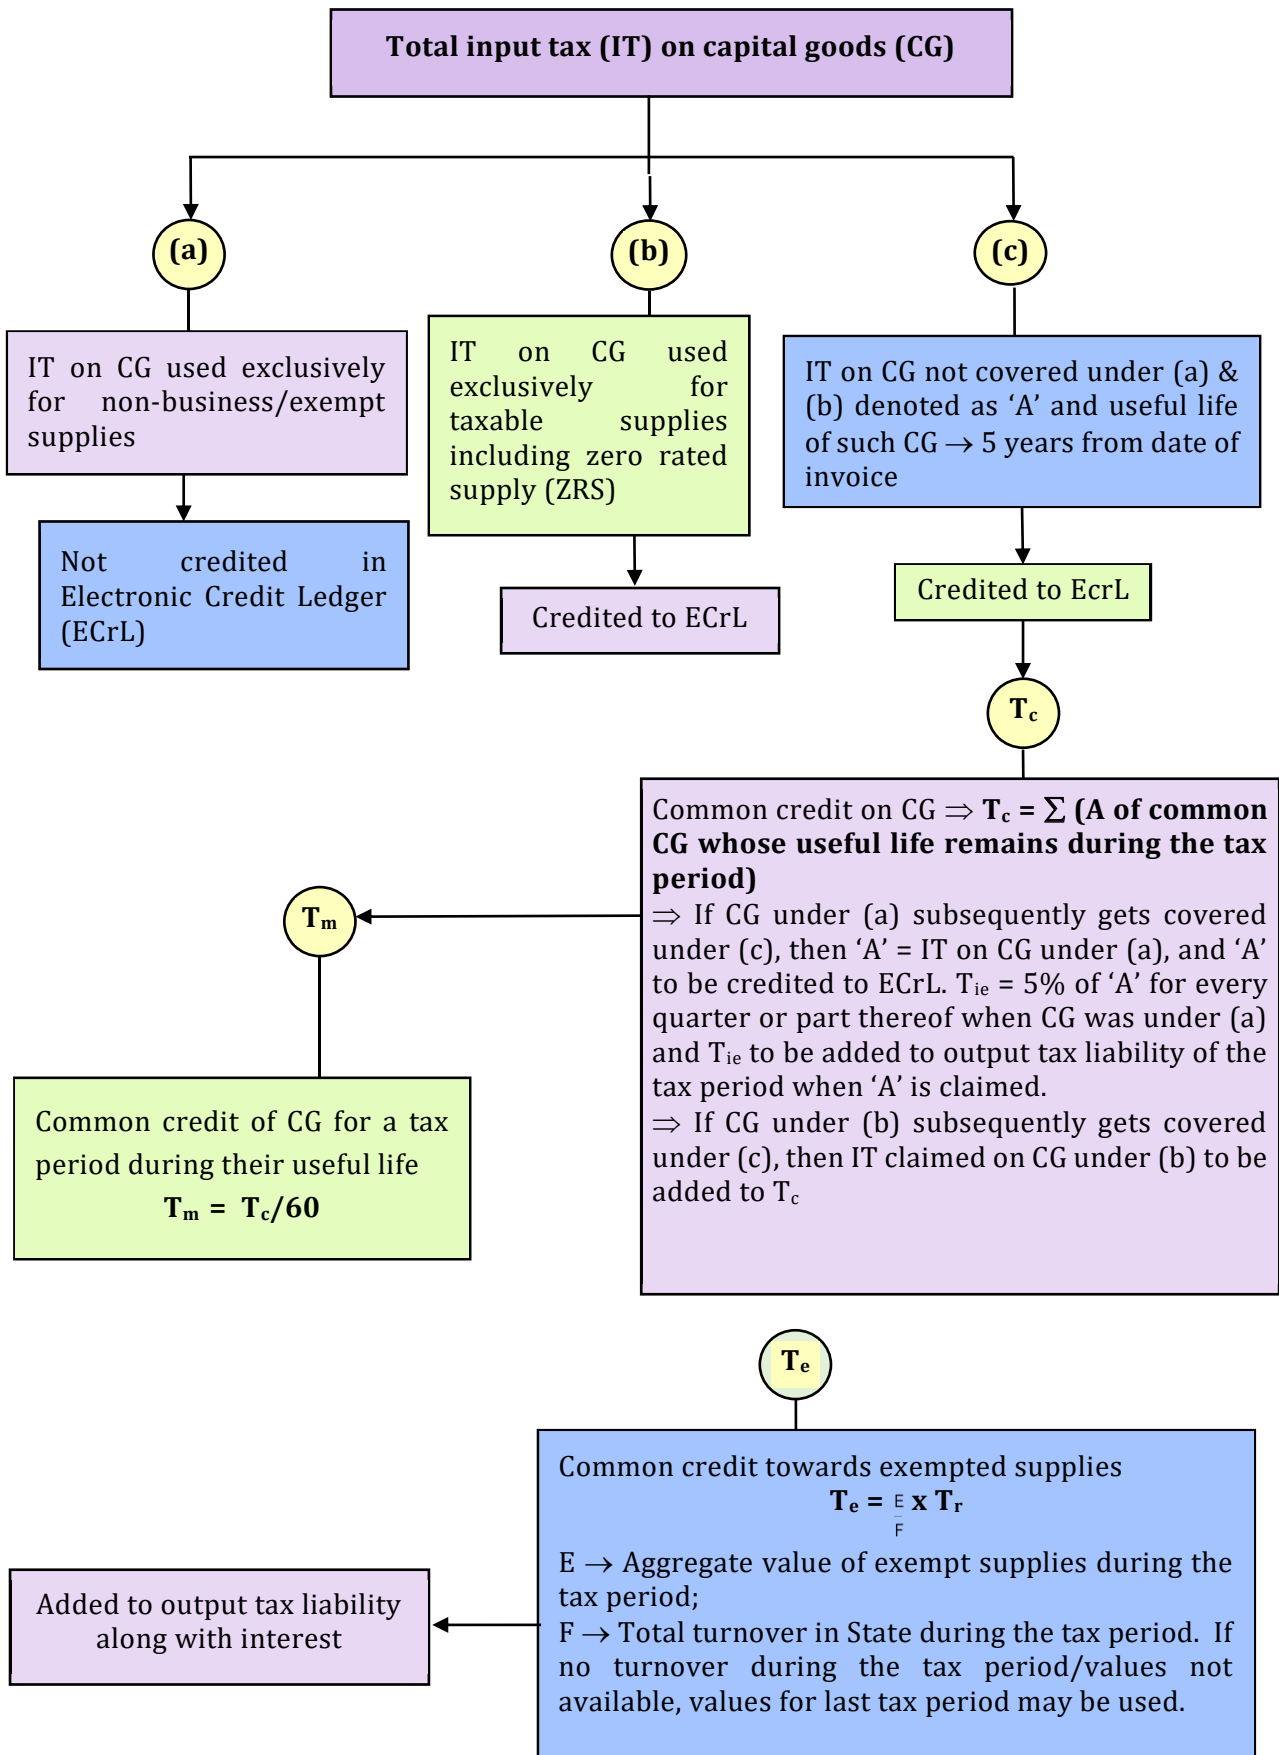 Total input tax (IT) on capital goods (CG)
(a)
(b)
(c)
IT on CG used exclusively
for non-business/exempt
supplies
IT on CG used
exclusively for
taxable supplies
including zero rated
supply (ZRS)
IT on CG not covered under (a) &
(b) denoted as ‘A’ and useful life
of such CG → 5 years from date of
invoice
Not credited in
Electronic Credit Ledger
(ECrL)
Credited to ECrL
Credited to EcrL
Tc
Common credit on CG ⇒ Tc = ∑ (A of common
CG whose useful life remains during the tax
period)
⇒ If CG under (a) subsequently gets covered
under (c), then ‘A’ = IT on CG under (a), and ‘A’
to be credited to ECrL. Tie = 5% of ‘A’ for every
quarter or part thereof when CG was under (a)
and Tie to be added to output tax liability of the
tax period when ‘A’ is claimed.
⇒ If CG under (b) subsequently gets covered
under (c), then IT claimed on CG under (b) to be
added to Tc
Tm
Common credit of CG for a tax
period during their useful life
Tm = Tc/60
Te
Common credit towards exempted supplies
Te = E/F x Tr
E → Aggregate value of exempt supplies during the
tax period;
F → Total turnover in State during the tax period. If
no turnover during the tax period/values not
available, values for last tax period may be used.
Added to output tax liability
along with interest